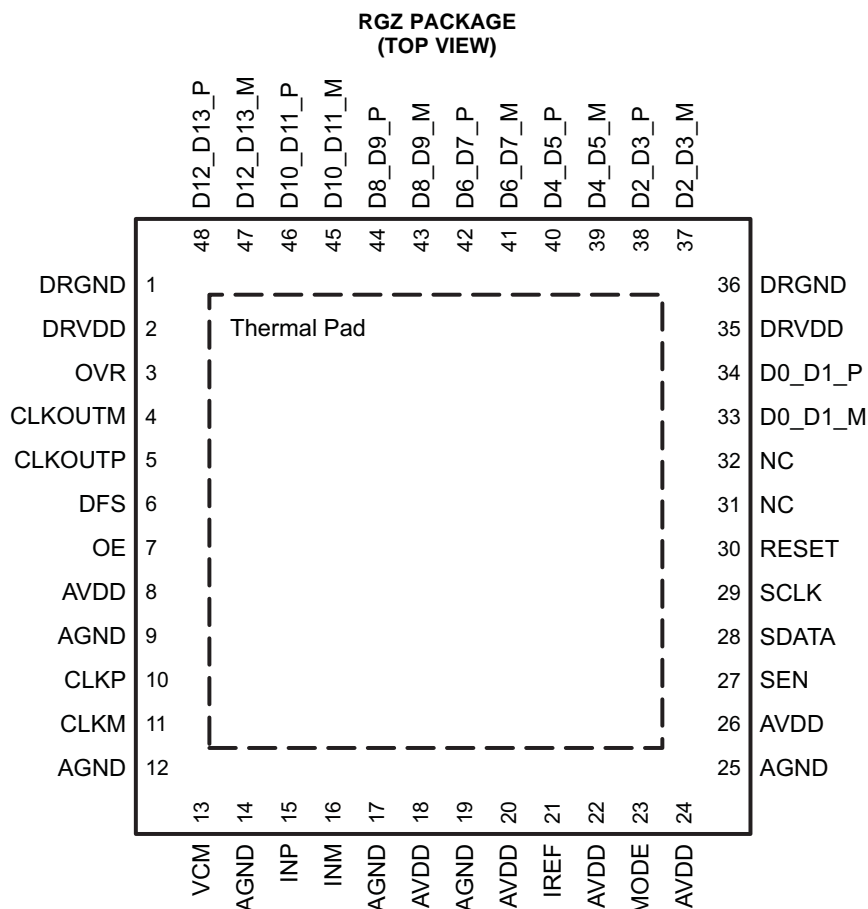 RGZ PACKAGE
(TOP VIEW)
D12_D13_P
D12_D13_M
D10_D11_P
D10_D11_M
D8_D9_P
D8_D9_M
D6_D7_P
D6_D7_M
D4_D5_P
D4_D5_M
D2_D3_P
D2_D3_M
48 47 46 45 44 43 42 41 40 39 38 37
DRGND 1
DRVDD 2
OVR 3
CLKOUTM 4
CLKOUTP 5
DFS 6
OE 7
AVDD 8
AGND 9
CLKP 10
CLKM 11
AGND 12
Thermal Pad
36 DRGND
35 DRVDD
34 D0_D1_P
33 D0_D1_M
32 NC
31 NC
30 RESET
29 SCLK
28 SDATA
27 SEN
26 AVDD
25 AGND
13 14 15 16 17 18 19 20 21 22 23 24
VCM
AGND
INP
INM
AGND
AVDD
AGND
AVDD
IREF
AVDD
MODE
AVDD